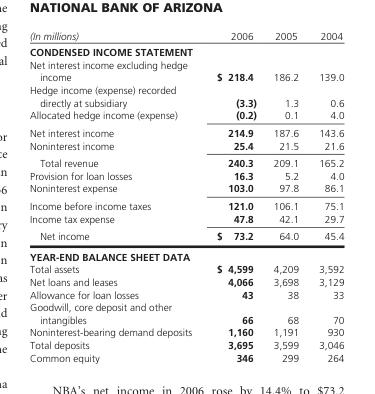 NATIONAL BANK OF ARIZONA
(In millions) 2006 2005 2004
CONDENSED INCOME STATEMENT
Net interest income excluding hedge
income $ 218.4 186.2 139.0
Hedge income (expense) recorded
directly at subsidiary (3.3) 1.3 0.6
Allocated hedge income (expense) (0.2) 0.1 4.0
Net interest income 214.9 187.6 143.6
Noninterest income 25.4 21.5 21.6
Total revenue 240.3 209.1 165.2
Provision for loan losses 16.3 5.2 4.0
Noninterest expense 103.0 97.8 86.1
Income before income taxes 121.0 106.1 75.1
Income tax expense 47.8 42.1 29.7
Net income $ 73.2 64.0 45.4
YEAR-END BALANCE SHEET DATA
Total assets $ 4,599 4,209 3,592
Net loans and leases 4,066 3,698 3,129
Allowance for loan losses 43 38 33
Goodwill, core deposit and other
intangibles 66 68 70
Noninterest-bearing demand deposits 1,160 1,191 930
Total deposits 3,695 3,599 3,046
Common equity 346 299 264
NBA's net income in 2006 rose by 14.4% to $73.2